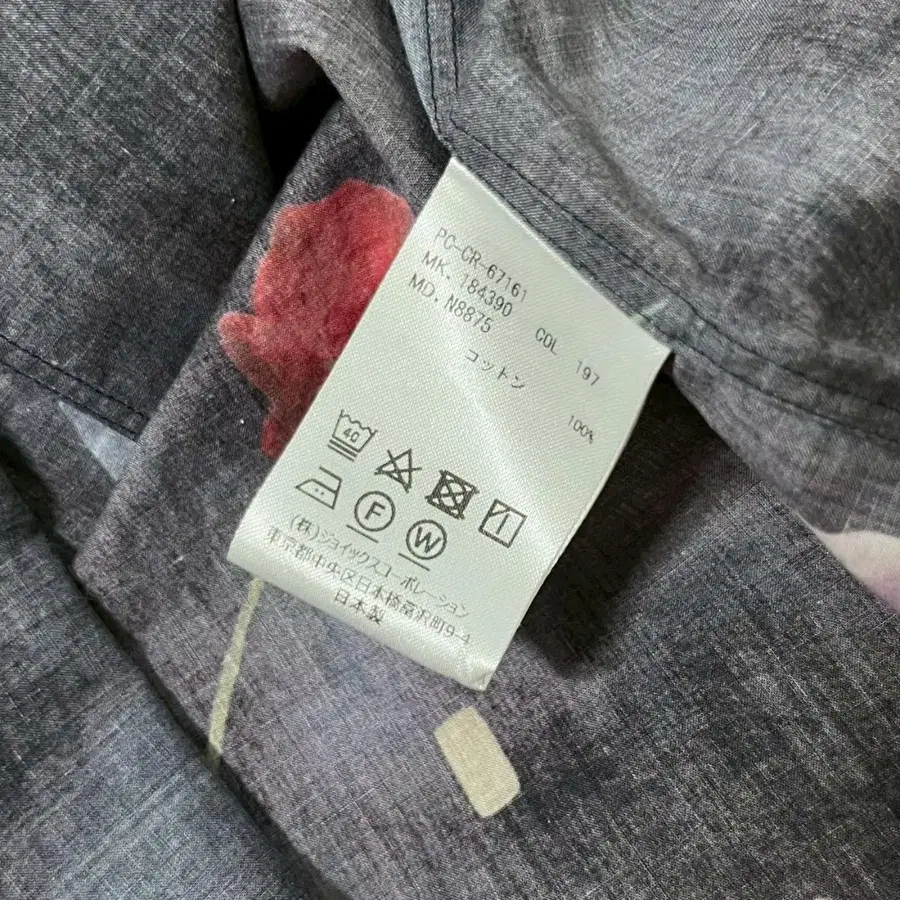 PC-CR-67161
MK. 184390 COL 197
MD. N8875
コットン 100%
40
F W 1
(株)ジョイックスコーポレーション
東京都中央区日本橋富沢町9-4
日本製